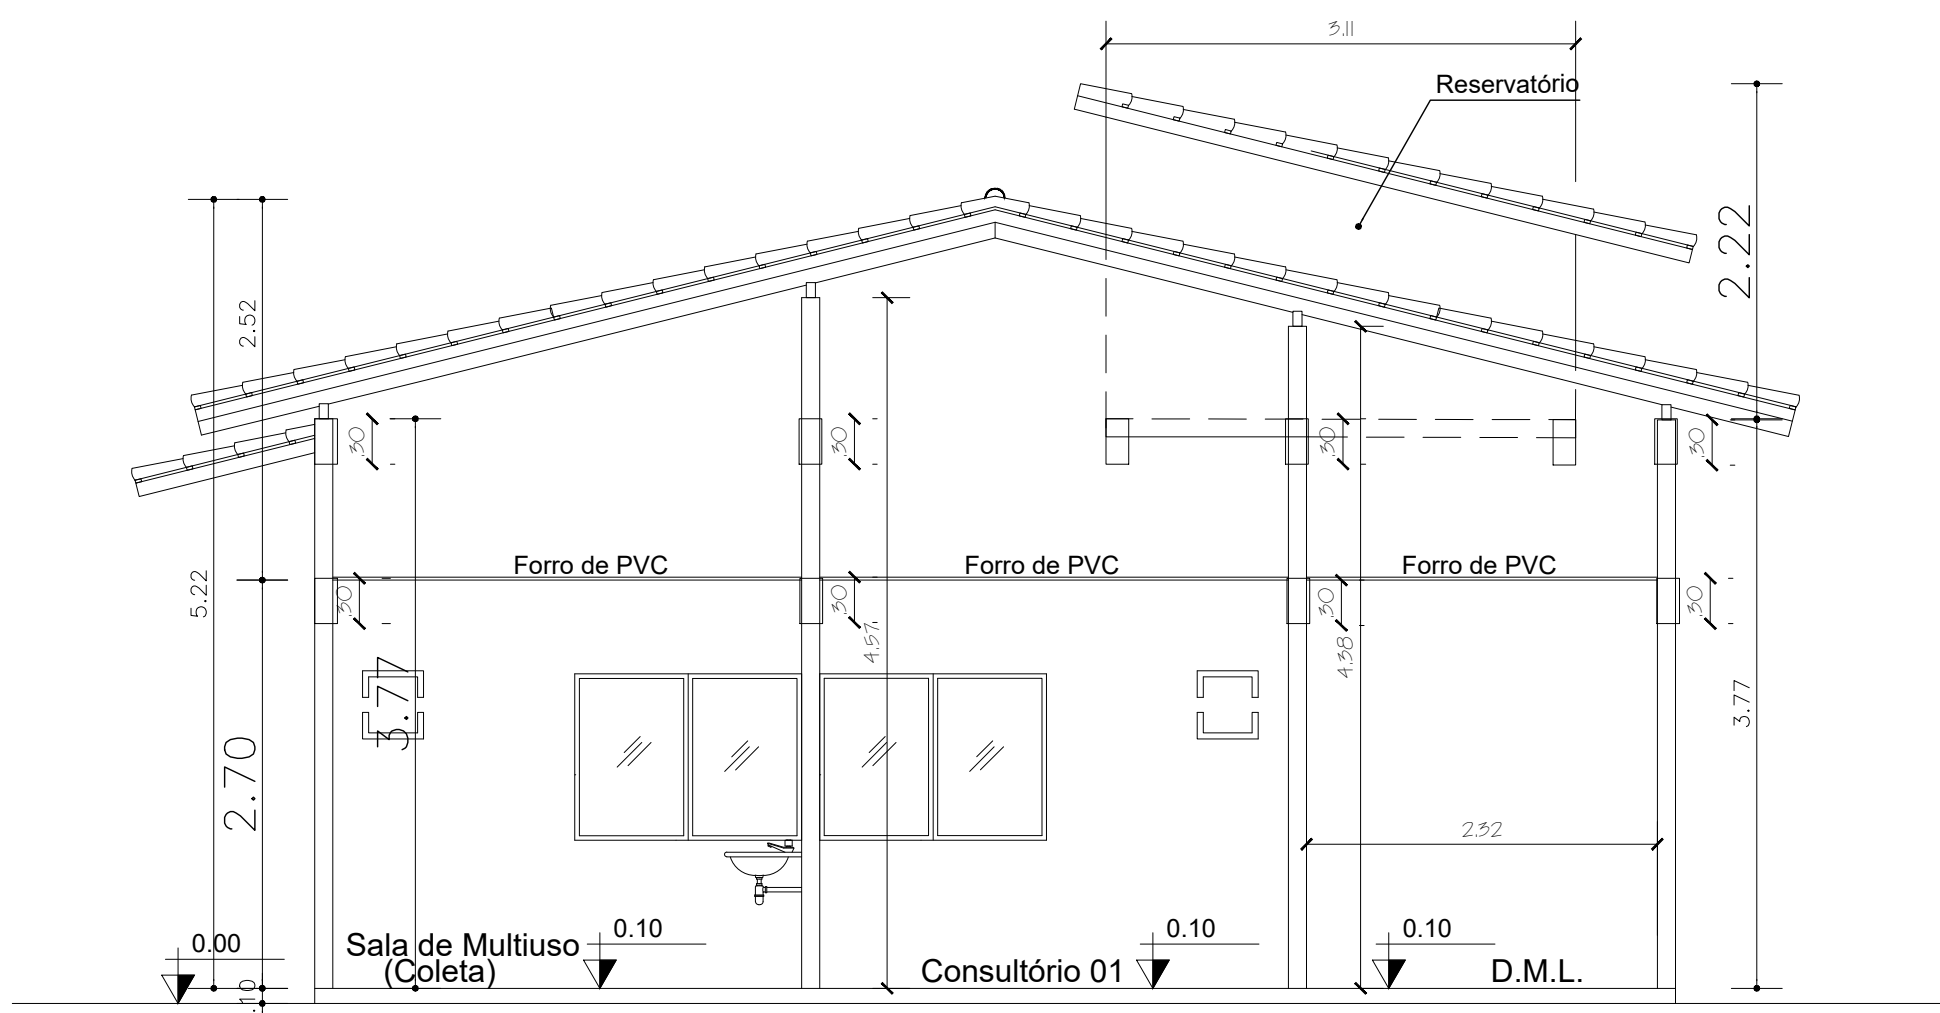 3.11
Reservatório
2.22
2.52
.30
.30
.30
.30
Forro de PVC
Forro de PVC
Forro de PVC
5.22
.30
.30
.30
.30
4.57
4.38
3.77
3.77
2.70
2.32
0.00
Sala de Multiuso
(Coleta)
0.10
Consultório 01
0.10
0.10
D.M.L.
.10